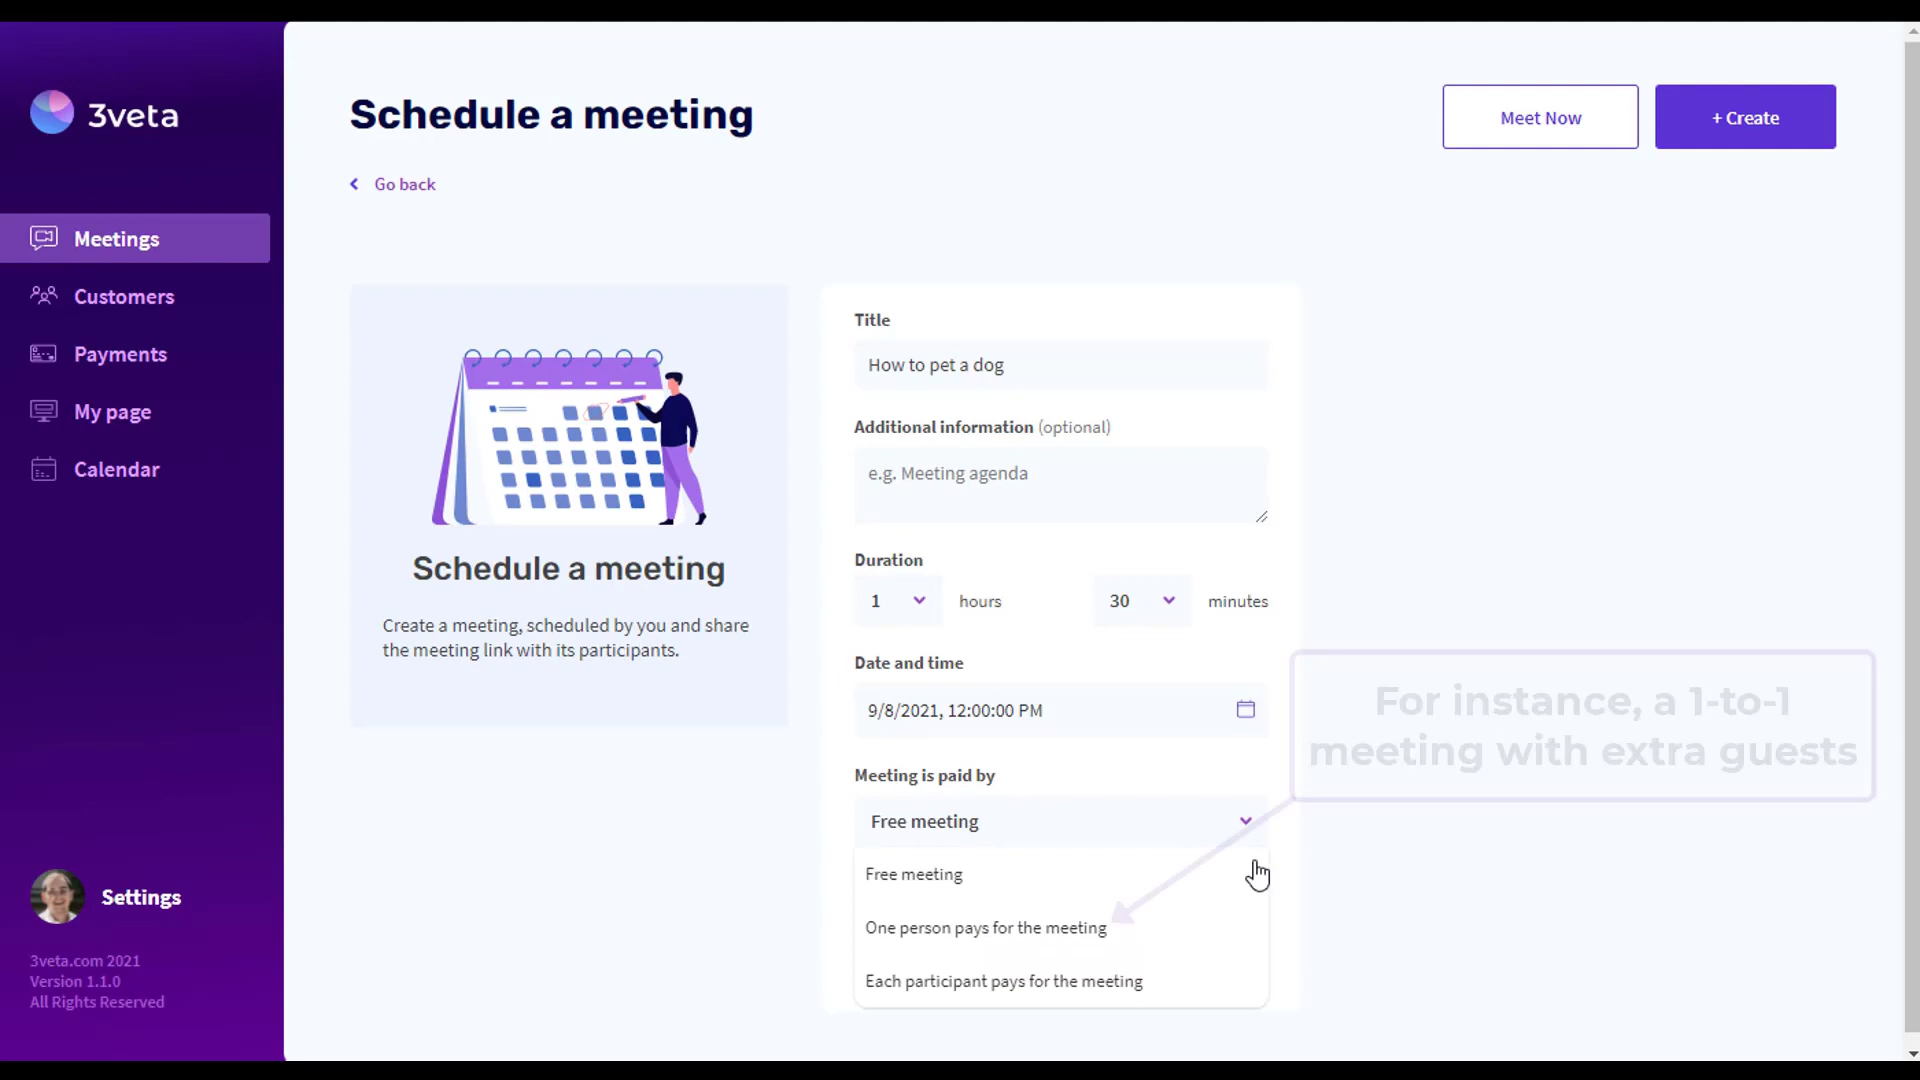 3veta
Meetings
Customers
Payments
My page
Calendar
Settings
3veta.com 2021
Version 1.1.0
All Rights Reserved
Schedule a meeting
Go back
Meet Now
+ Create
Schedule a meeting
Create a meeting, scheduled by you and share
the meeting link with its participants.
Title
How to pet a dog
Additional information (optional)
e.g. Meeting agenda
Duration
1 hours 30 minutes
Date and time
9/8/2021, 12:00:00 PM
Meeting is paid by
Free meeting
Free meeting
One person pays for the meeting
Each participant pays for the meeting
For instance, a 1-to-1
meeting with extra guests